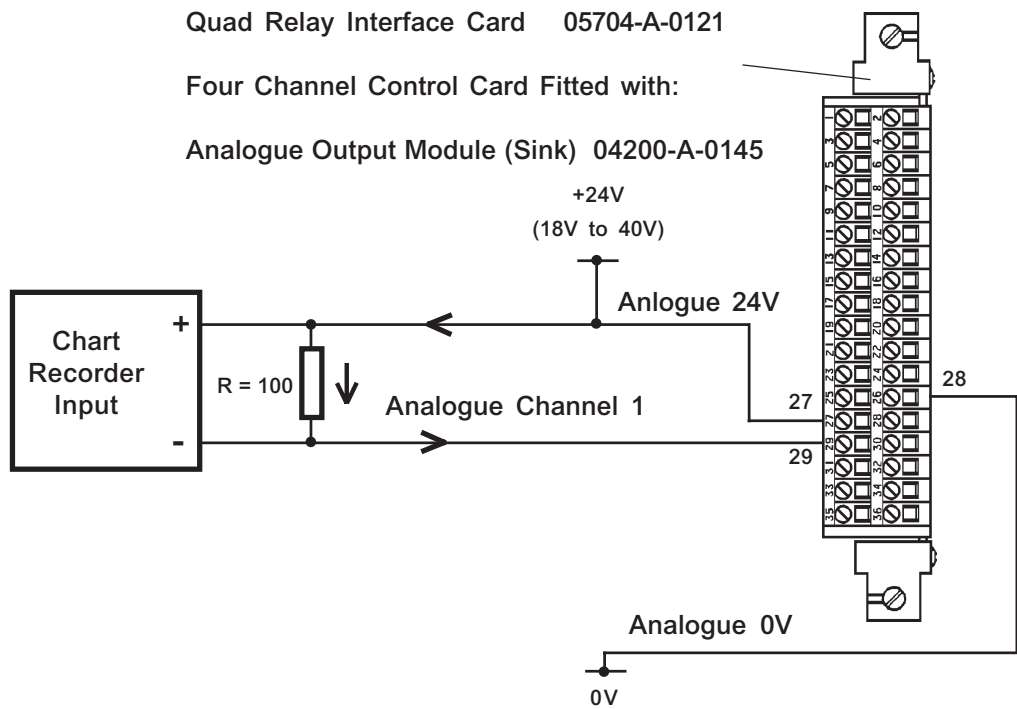 Quad Relay Interface Card 05704-A-0121
Four Channel Control Card Fitted with:
Analogue Output Module (Sink) 04200-A-0145
+24V
(18V to 40V)
Anlogue 24V
Chart
Recorder
Input
+
-
R = 100
Analogue Channel 1
27
29
28
1 2
3 4
5 6
7 8
9 10
11 12
13 14
15 16
17 18
19 20
21 22
23 24
25 26
27 28
29 30
31 32
33 34
35 36
Analogue 0V
0V